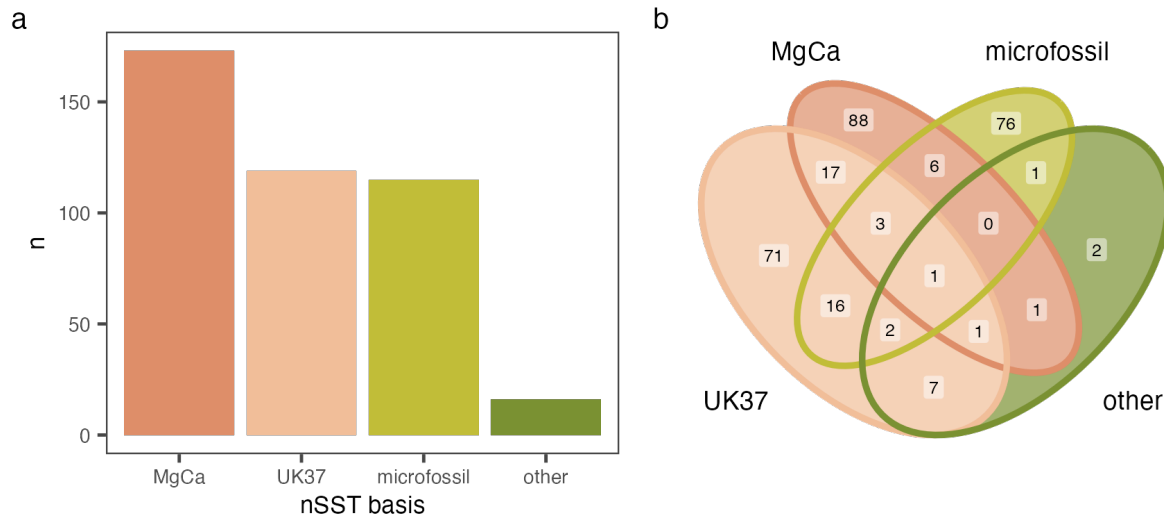 a
n
150
100
50
0
MgCa UK37 microfossil other
nSST basis
b
MgCa microfossil
88 76
17 6 1
3 0
71 1 2
16 2 1 1
7
UK37 other